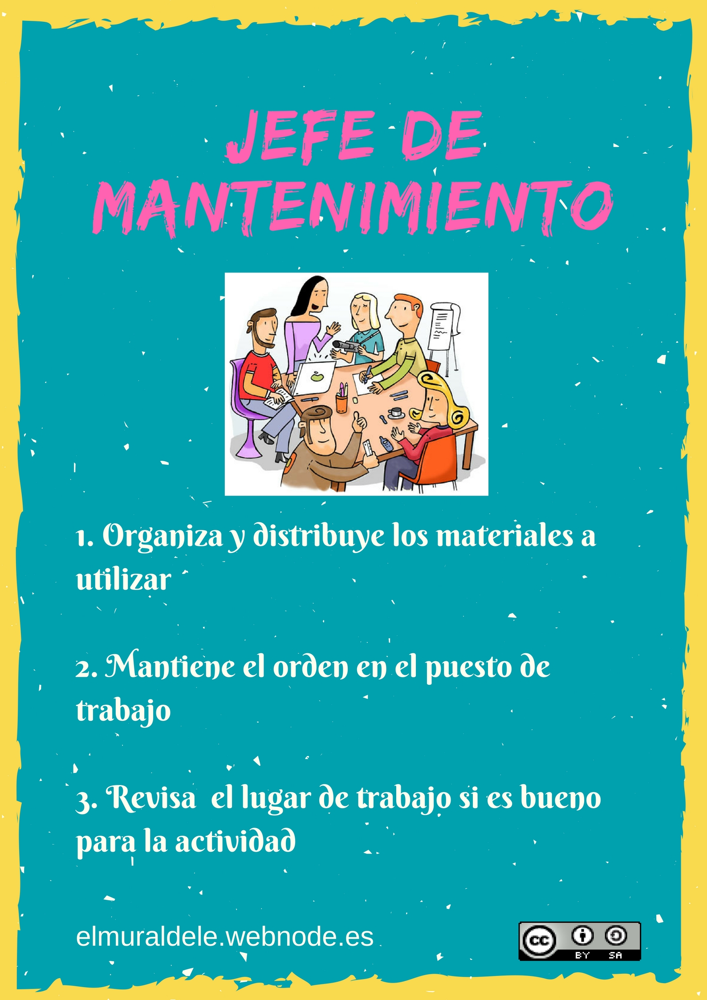 JEFE DE
MANTENIMIENTO
1. Organiza y distribuye los materiales a
utilizar
2. Mantiene el orden en el puesto de
trabajo
3. Revisa  el lugar de trabajo si es bueno
para la actividad
elmuraldele.webnode.es
cc BY SA